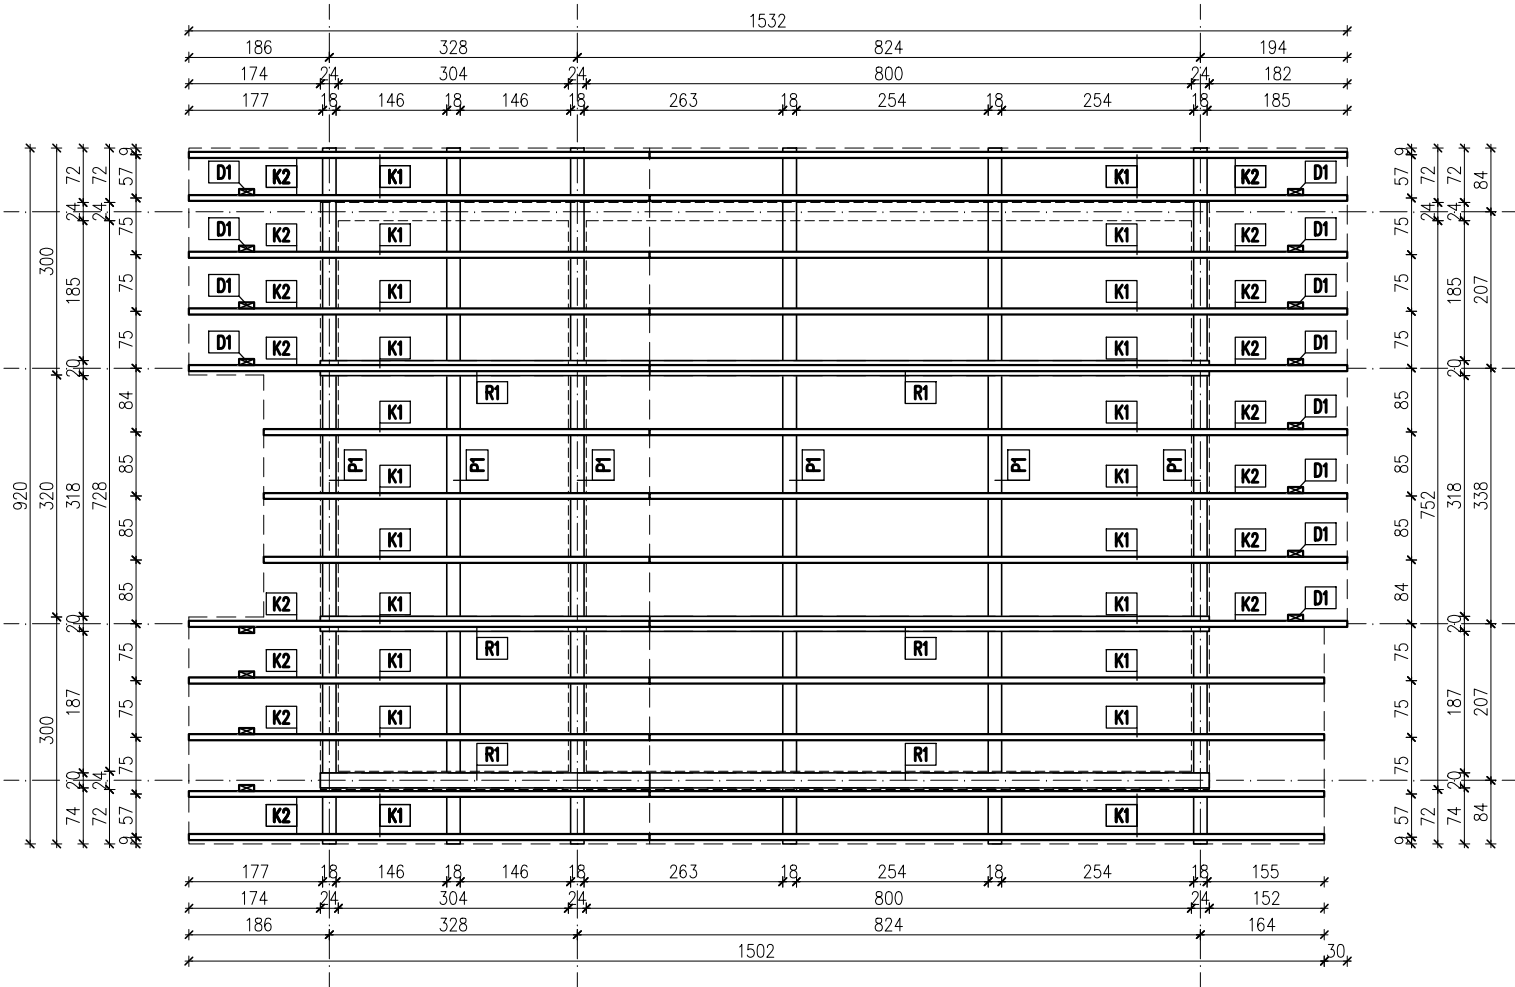 1532
186 328 824 194
174 24 304 24 800 24 182
177 18 146 18 146 18 263 18 254 18 254 18 185
D1 K2 K1 K1 K2 D1
D1 K2 K1 K1 K2 D1
D1 K2 K1 K1 K2 D1
D1 K2 K1 K1 K2 D1
R1 R1
K1 K1 K2 D1
P1 P1 P1 P1 P1 P1
K1 K1 K2 D1
K1 K1 K2 D1
K2 K1 K1 K2 D1
R1 R1
K2 K1 K1
K2 K1 K1
R1 R1
K2 K1 K1
920
300 320 300
72 24 185 20 318 20 187 20 74
72 24 728 24 72
9 57 75 75 75 84 85 85 85 75 75 75 57 9
9 57 75 75 75 85 85 85 84 75 75 75 57 9
72 24 752 72
72 24 185 20 318 20 187 20 74
84 207 338 207 84
177 18 146 18 146 18 263 18 254 18 254 18 155
174 24 304 24 800 24 152
186 328 824 164
1502 30